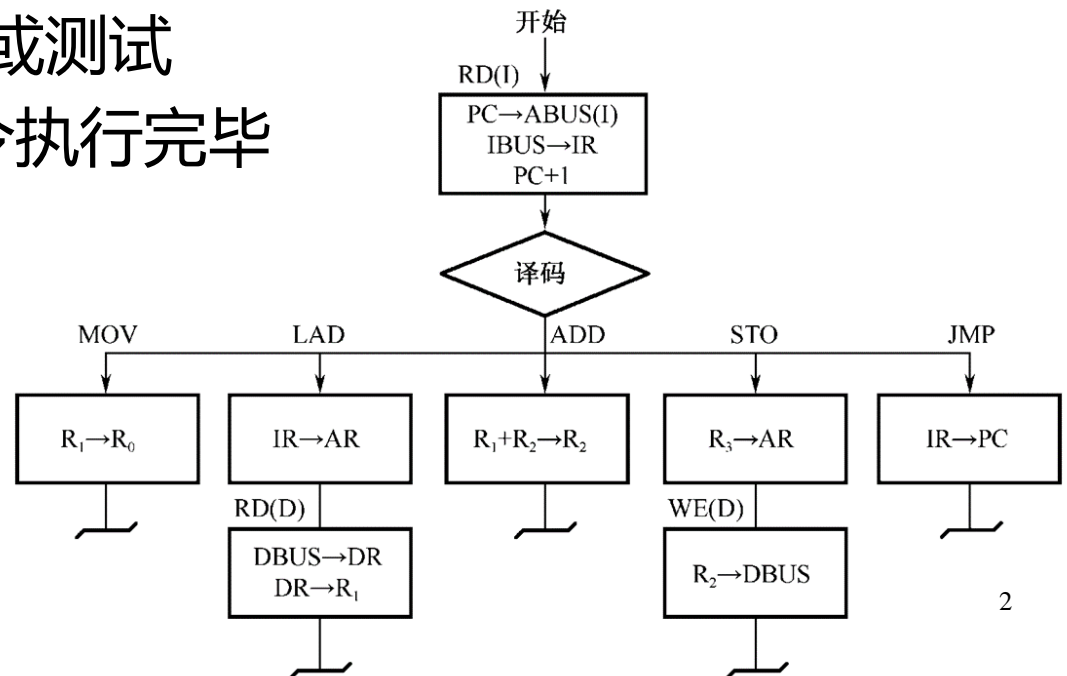 或测试
令执行完毕
开始
RD(I)
PC→ABUS(I)
IBUS→IR
PC+1
译码
MOV LAD ADD STO JMP
R₁→R₀ IR→AR R₁+R₂→R₂ R₃→AR IR→PC
RD(D) WE(D)
DBUS→DR
DR→R₁
R₂→DBUS
2